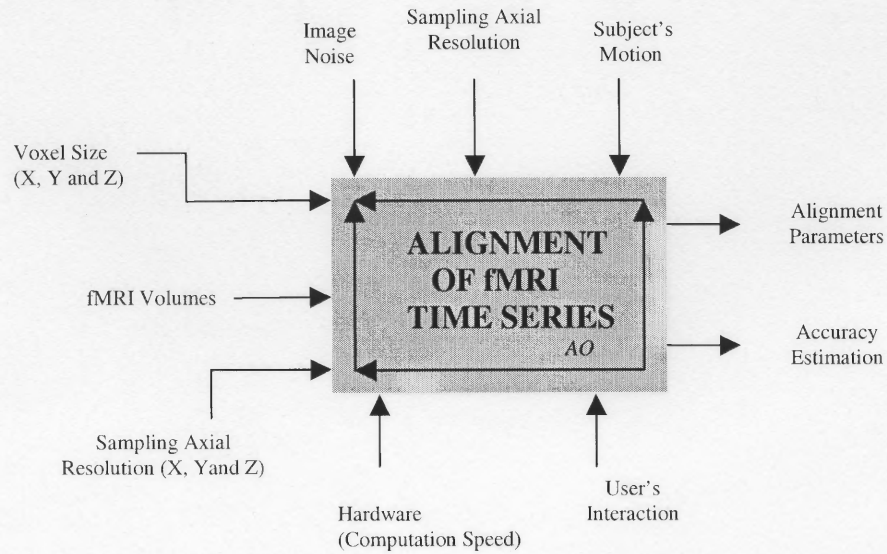 Image
Noise
Sampling Axial
Resolution
Subject's
Motion
Voxel Size
(X, Y and Z)
ALIGNMENT
OF fMRI
TIME SERIES
AO
Alignment
Parameters
fMRI Volumes
Accuracy
Estimation
Sampling Axial
Resolution (X, Yand Z)
Hardware
(Computation Speed)
User's
Interaction